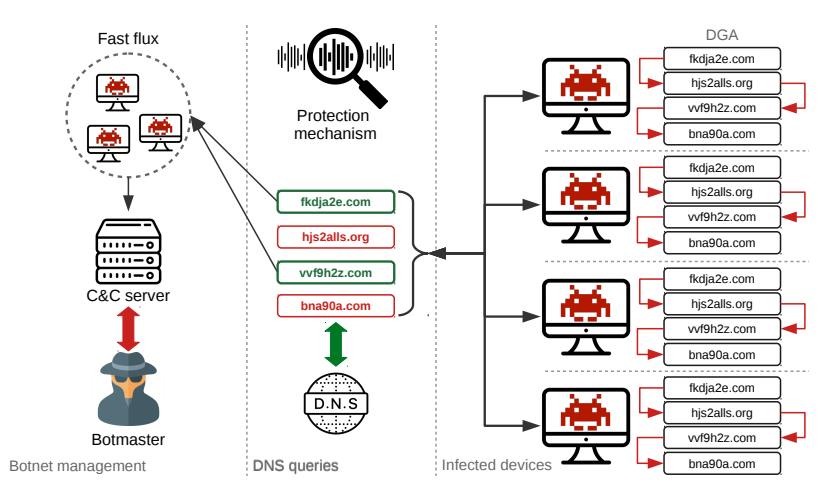 Fast flux
C&C server
Botmaster
Botnet management
Protection
mechanism
fkdja2e.com
hjs2alls.org
vvf9h2z.com
bna90a.com
D.N.S
DNS queries
DGA
fkdja2e.com
hjs2alls.org
vvf9h2z.com
bna90a.com
fkdja2e.com
hjs2alls.org
vvf9h2z.com
bna90a.com
fkdja2e.com
hjs2alls.org
vvf9h2z.com
bna90a.com
fkdja2e.com
hjs2alls.org
vvf9h2z.com
bna90a.com
Infected devices